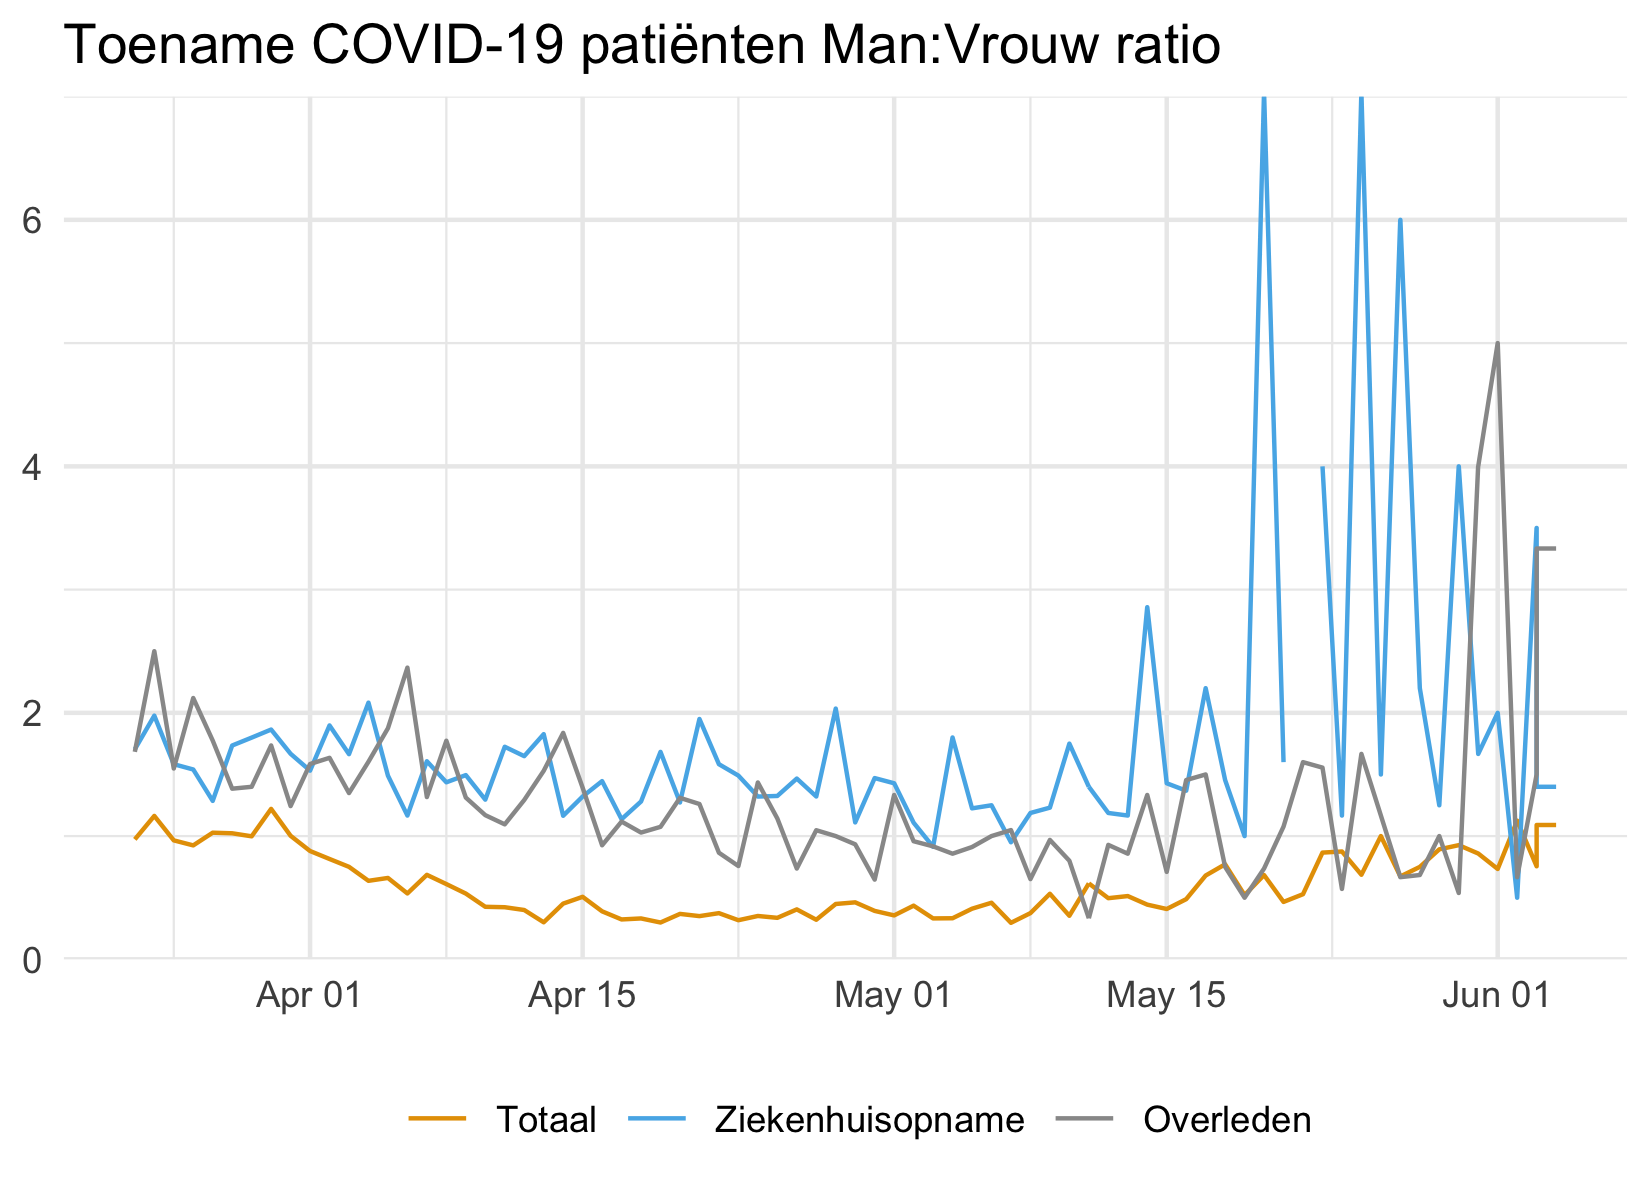 Toename COVID-19 patiënten Man:Vrouw ratio
6
4
2
0
Apr 01 Apr 15 May 01 May 15 Jun 01
Totaal Ziekenhuisopname Overleden